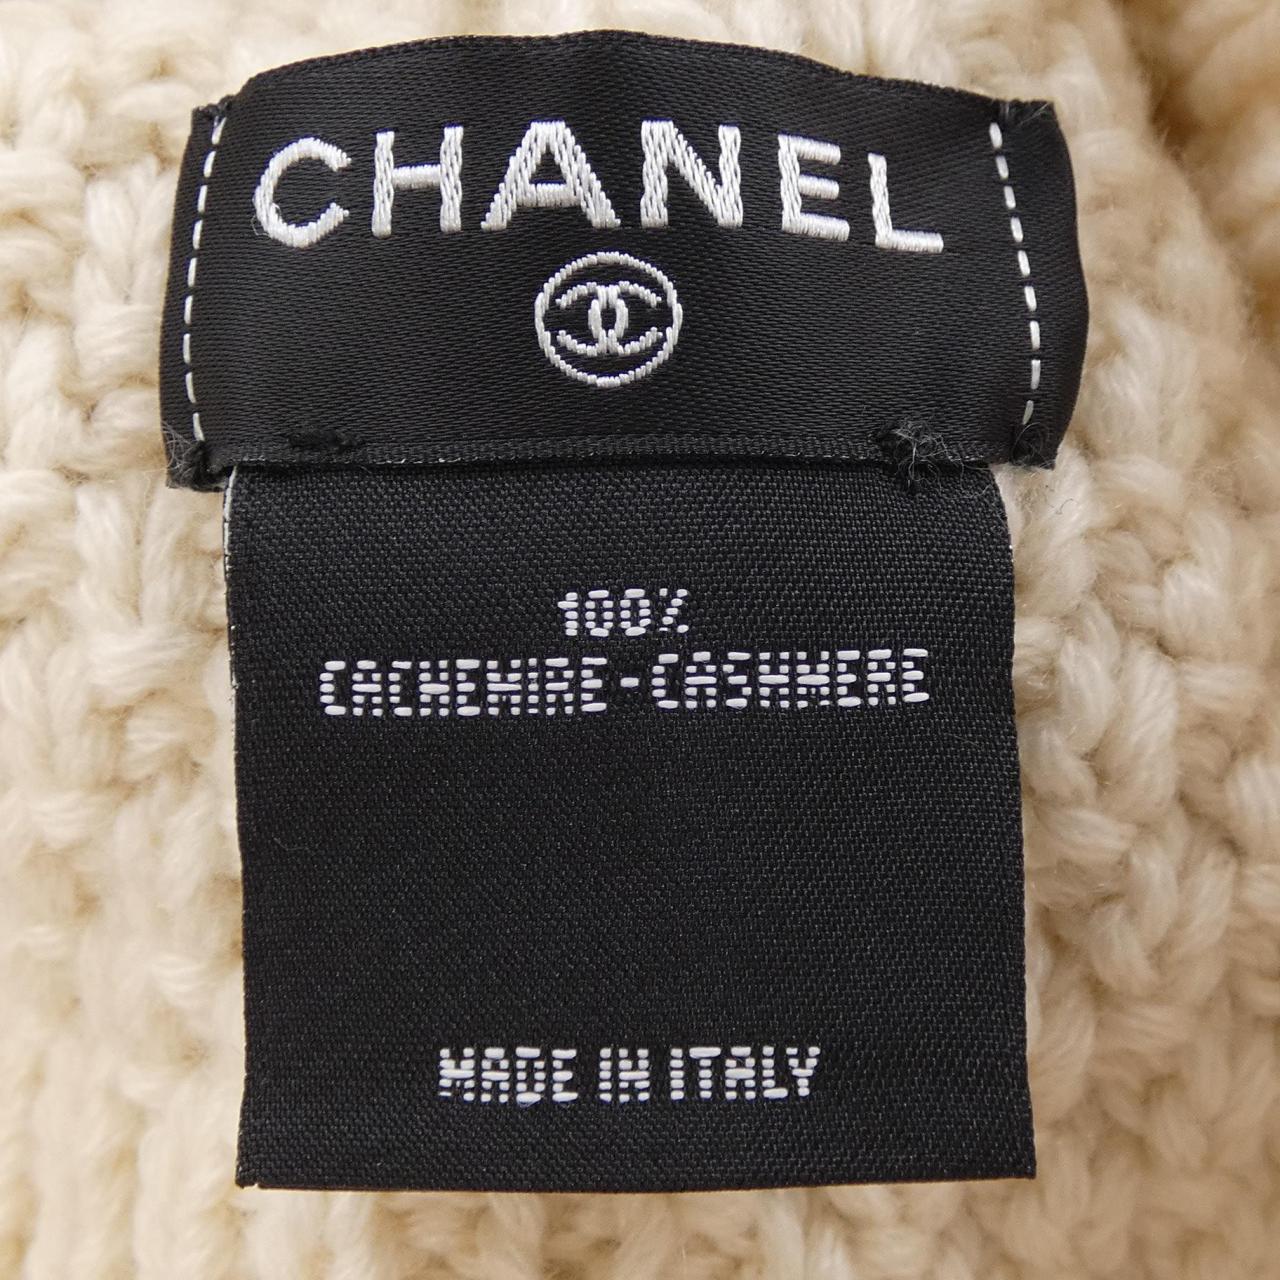 CHANEL
100%
CACHEMIRE-CASHMERE
MADE IN ITALY